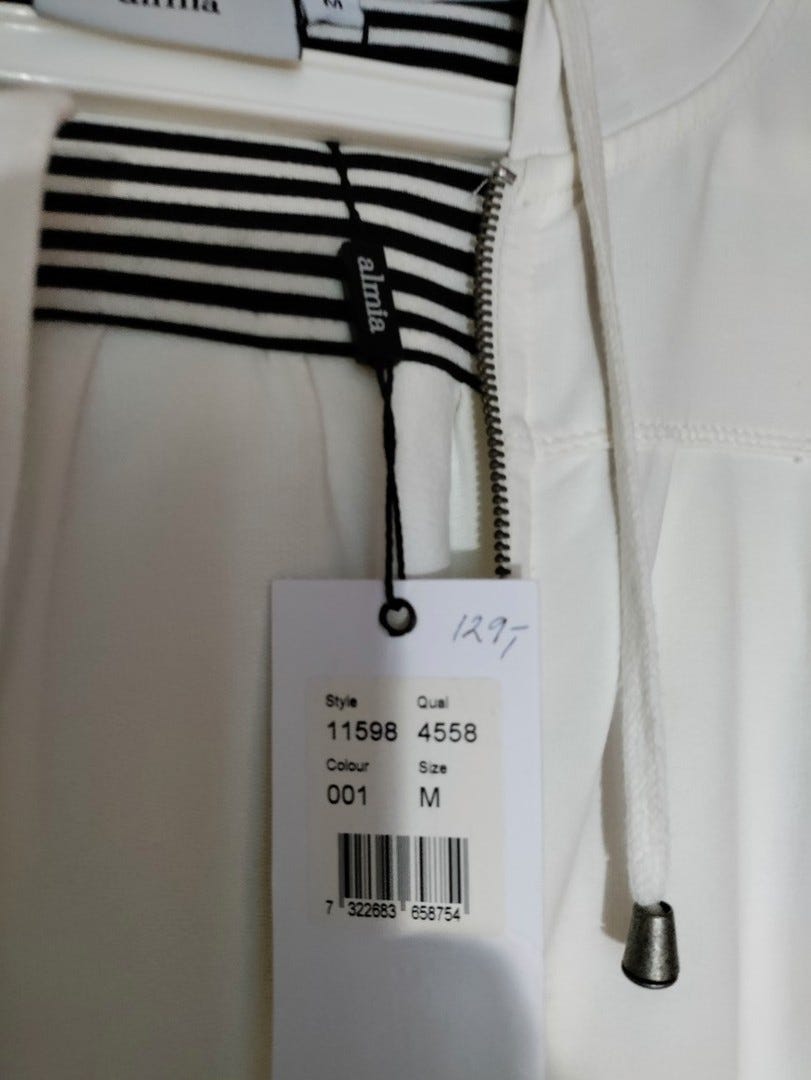 almia
M
almia
129,-
Style Qual
11598 4558
Colour Size
001 M
7 322683 658754